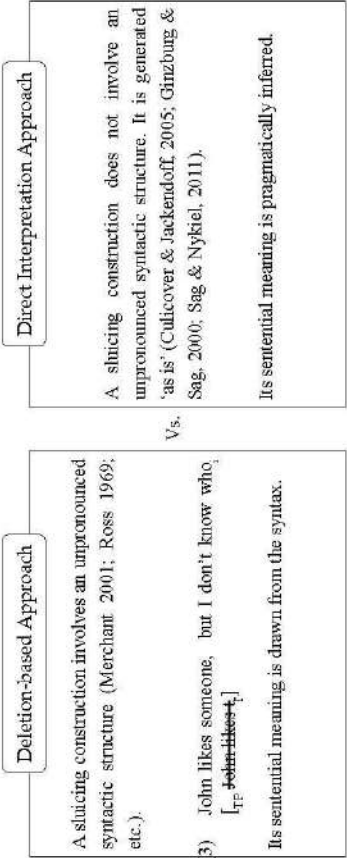 Deletion-based Approach
A sluicing construction involves an unpronounced
syntactic structure (Merchant 2001; Ross 1969;
etc.).
3) John likes someone, but I don't know whoᵢ
[TP John likes tᵢ]
Its sentential meaning is drawn from the syntax.
Vs.
Direct Interpretation Approach
A sluicing construction does not involve an
unpronounced syntactic structure. It is generated
'as is' (Culicover & Jackendoff, 2005; Ginzburg &
Sag, 2000; Sag & Nykiel, 2011).
Its sentential meaning is pragmatically inferred.